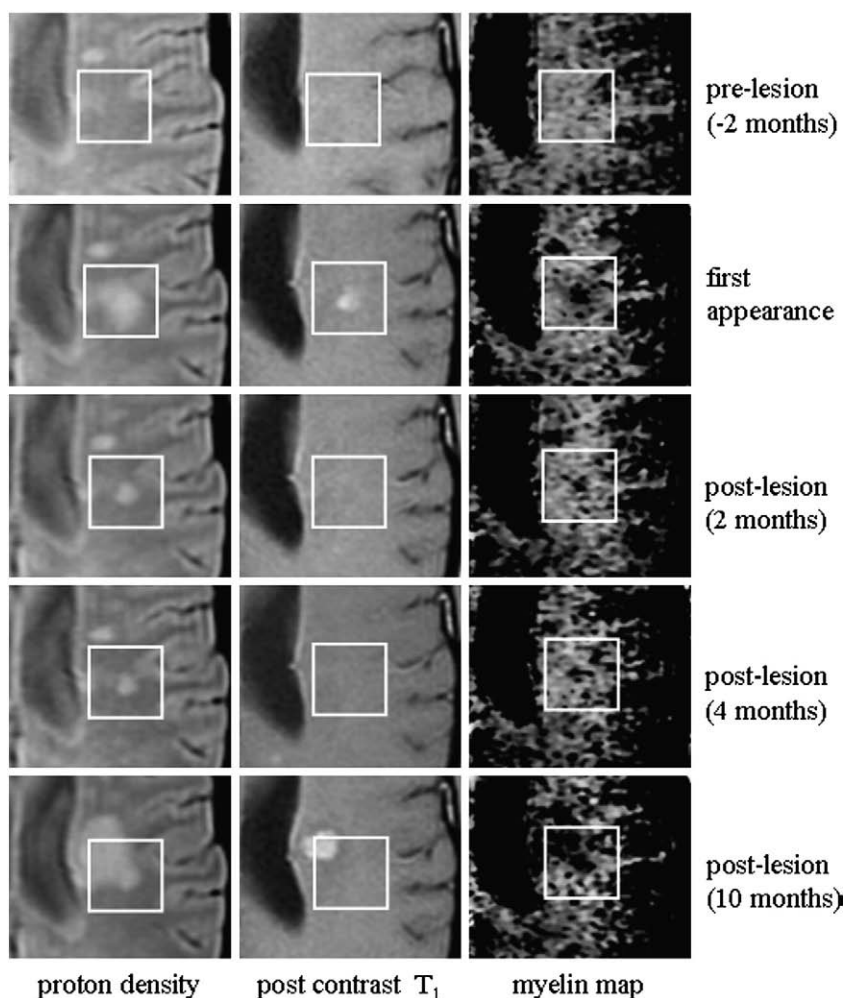 pre-lesion
(-2 months)
first
appearance
post-lesion
(2 months)
post-lesion
(4 months)
post-lesion
(10 months)
proton density post contrast T₁ myelin map